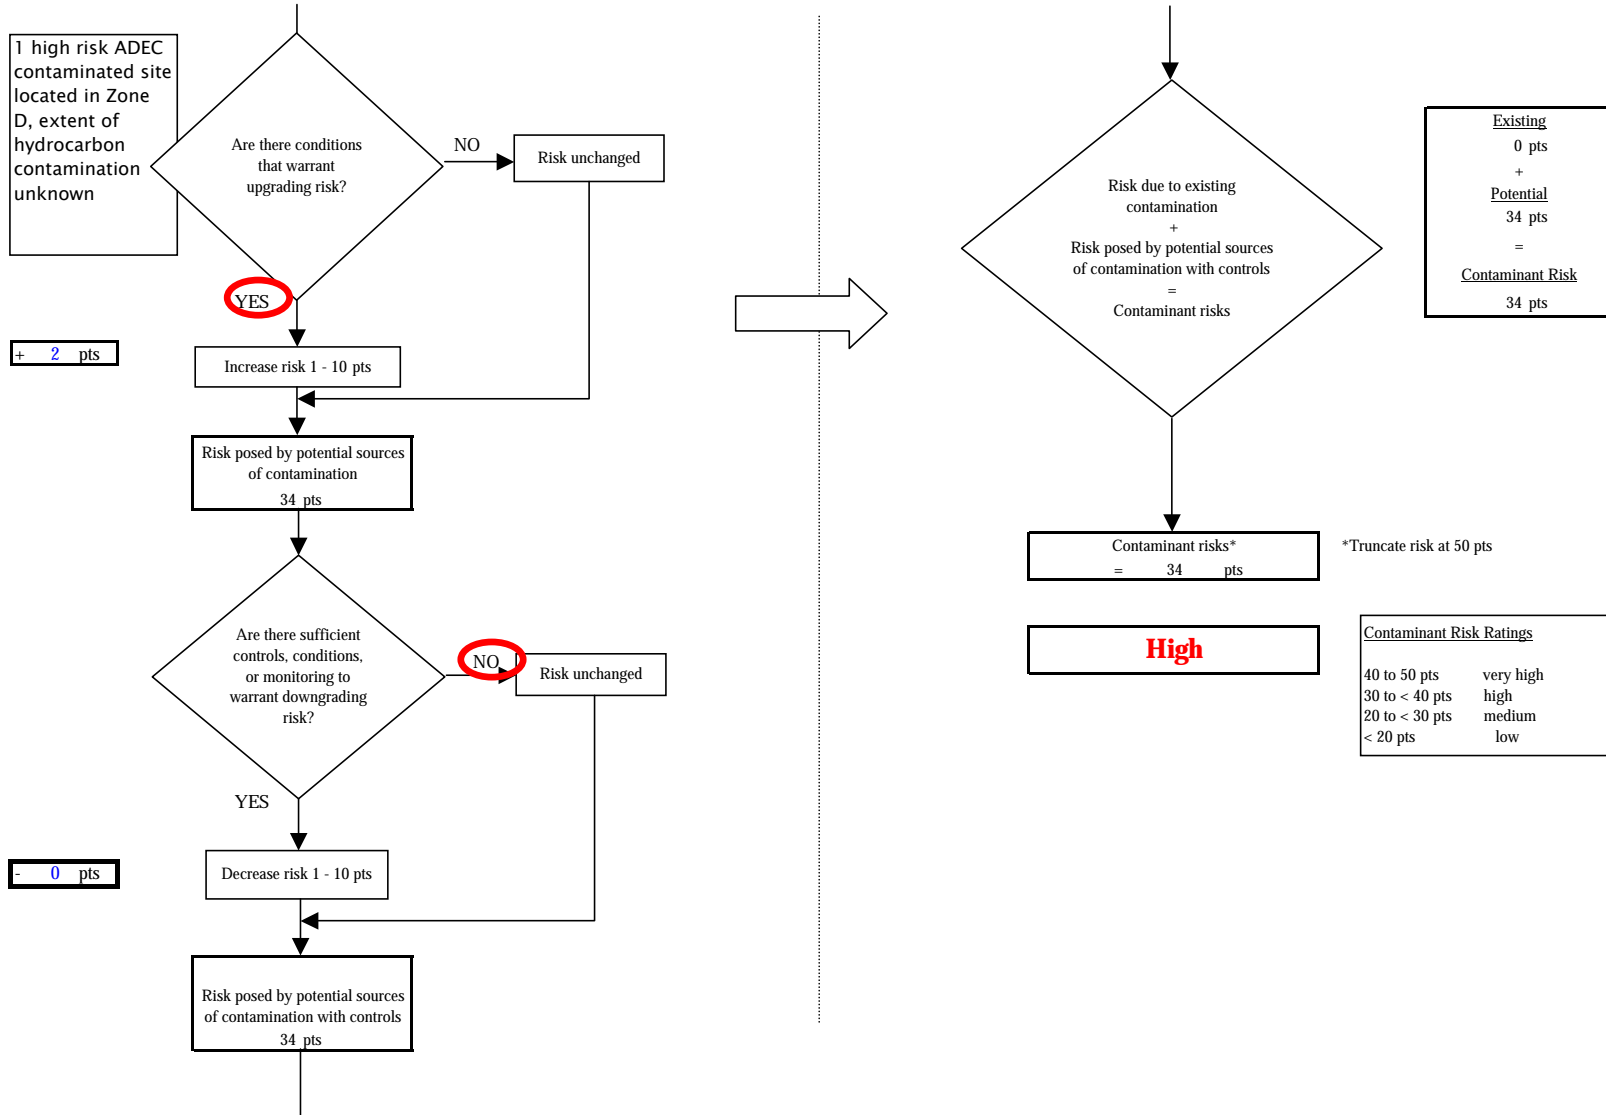 1 high risk ADEC
contaminated site
located in Zone
D, extent of
hydrocarbon
contamination
unknown
Are there conditions
that warrant
upgrading risk?
NO
Risk unchanged
YES
+ 2 pts
Increase risk 1 - 10 pts
Risk posed by potential sources
of contamination
34 pts
Are there sufficient
controls, conditions,
or monitoring to
warrant downgrading
risk?
NO
Risk unchanged
YES
- 0 pts
Decrease risk 1 - 10 pts
Risk posed by potential sources
of contamination with controls
34 pts
Risk due to existing
contamination
+
Risk posed by potential sources
of contamination with controls
=
Contaminant risks
Existing
0 pts
+
Potential
34 pts
=
Contaminant Risk
34 pts
Contaminant risks*
= 34 pts
*Truncate risk at 50 pts
High
Contaminant Risk Ratings
40 to 50 pts very high
30 to < 40 pts high
20 to < 30 pts medium
< 20 pts low